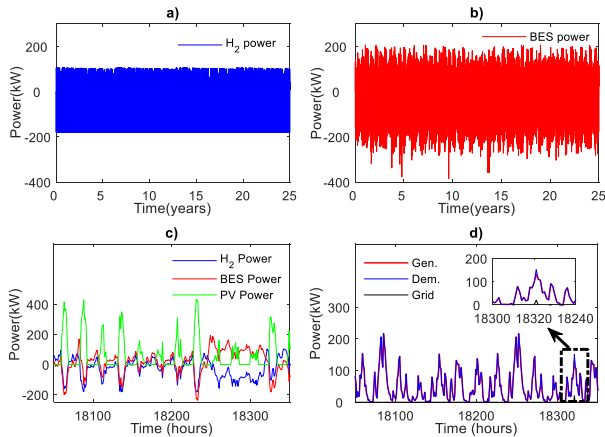 a)
H2 power
Power(kW)
200
0
-200
-400
0 5 10 15 20 25
Time(years)
b)
BES power
Power(kW)
200
0
-200
-400
0 5 10 15 20 25
Time(years)
c)
H2 Power
BES Power
PV Power
Power(kW)
400
200
0
-200
18100 18200 18300
Time (hours)
d)
Gen.
Dem.
Grid
Power(kW)
300
200
100
0
18100 18200 18300
Time (hours)
200
100
0
18300 18320 18240